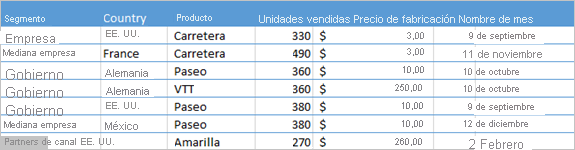 Segmento Country Producto Unidades vendidas Precio de fabricación Nombre de mes
Empresa EE. UU. Carretera 330 $ 3,00 9 de septiembre
Mediana empresa France Carretera 490 $ 3,00 11 de noviembre
Gobierno Alemania Paseo 360 $ 10,00 10 de octubre
Gobierno Alemania VTT 360 $ 250,00 10 de octubre
Gobierno EE. UU. Paseo 380 $ 10,00 9 de septiembre
Mediana empresa México Paseo 380 $ 10,00 12 de diciembre
Partners de canal EE. UU. Amarilla 270 $ 260,00 2 Febrero